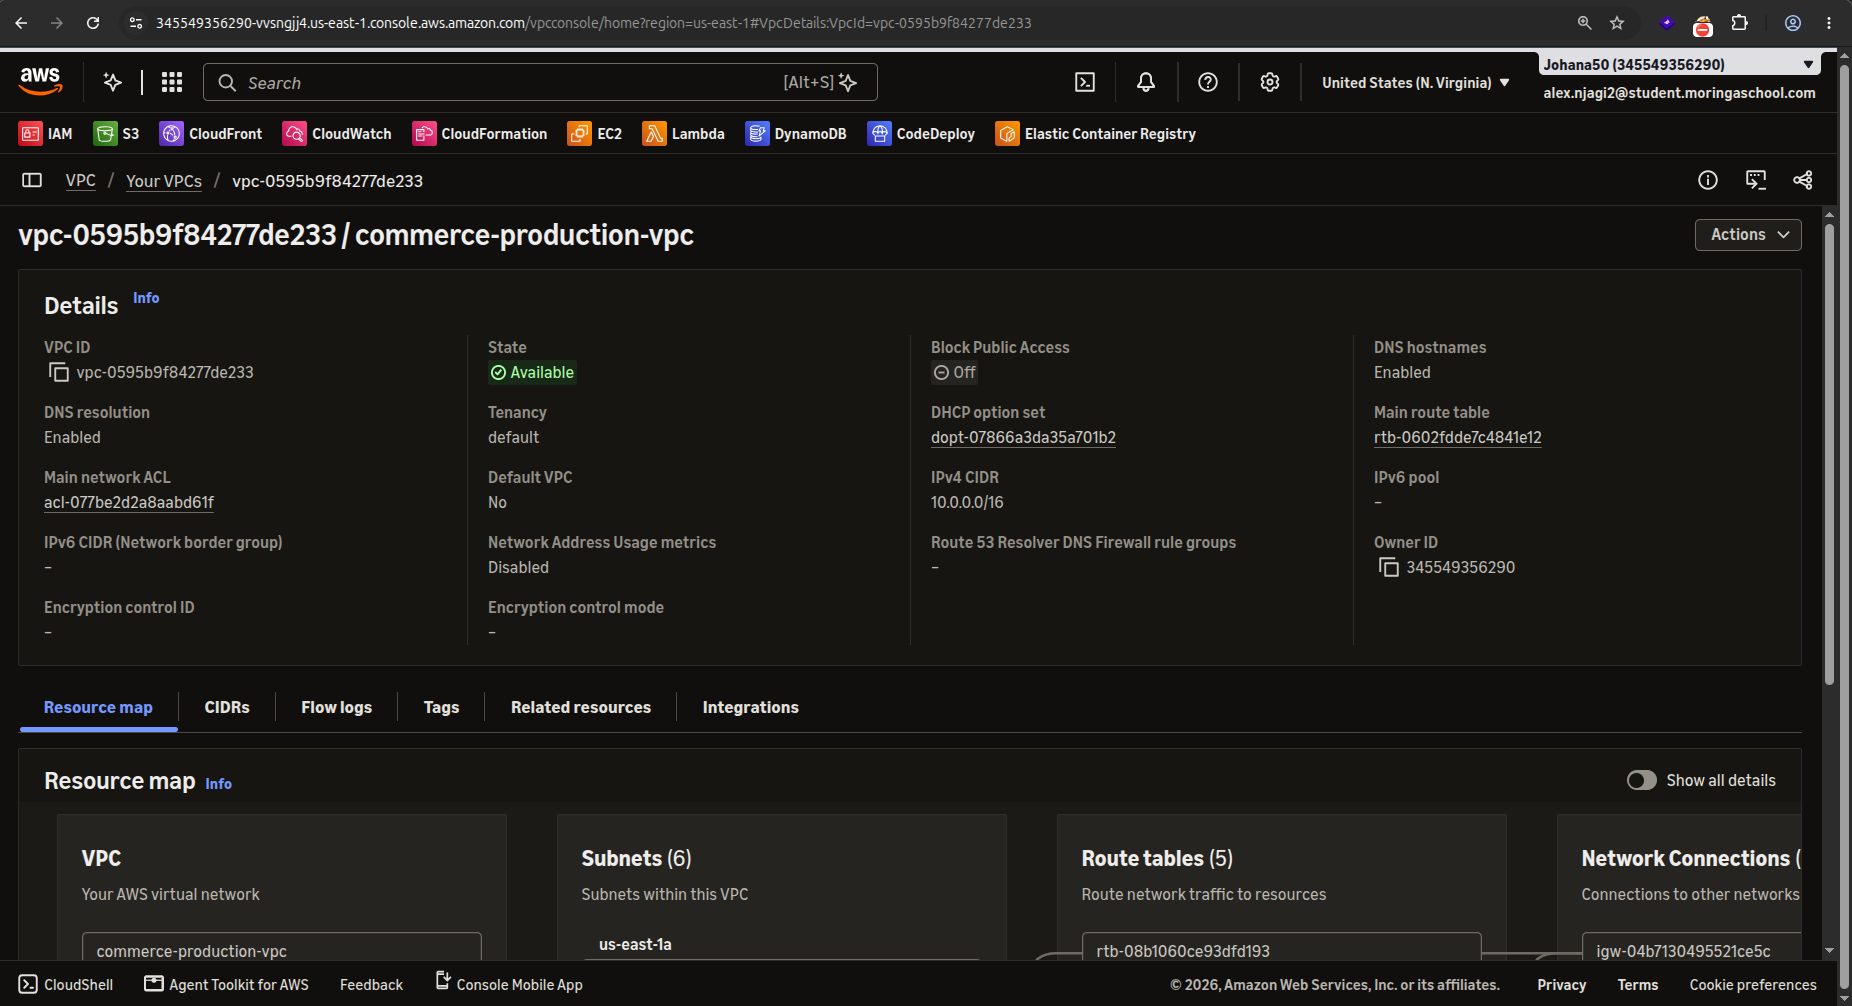 345549356290-vvsngjj4.us-east-1.console.aws.amazon.com/vpcconsole/home?region=us-east-1#VpcDetails:VpcId=vpc-0595b9f84277de233
aws
Search [Alt+S]
United States (N. Virginia)
Johana50 (345549356290)
alex.njagi2@student.moringaschool.com
IAM S3 CloudFront CloudWatch CloudFormation EC2 Lambda DynamoDB CodeDeploy Elastic Container Registry
VPC / Your VPCs / vpc-0595b9f84277de233
vpc-0595b9f84277de233 / commerce-production-vpc
Actions
Details Info
VPC ID
vpc-0595b9f84277de233
State
Available
Block Public Access
Off
DNS hostnames
Enabled
DNS resolution
Enabled
Tenancy
default
DHCP option set
dopt-07866a3da35a701b2
Main route table
rtb-0602fdde7c4841e12
Main network ACL
acl-077be2d2a8aabd61f
Default VPC
No
IPv4 CIDR
10.0.0.0/16
IPv6 pool
–
IPv6 CIDR (Network border group)
–
Network Address Usage metrics
Disabled
Route 53 Resolver DNS Firewall rule groups
–
Owner ID
345549356290
Encryption control ID
–
Encryption control mode
–
Resource map CIDRs Flow logs Tags Related resources Integrations
Resource map Info
Show all details
VPC
Your AWS virtual network
commerce-production-vpc
Subnets (6)
Subnets within this VPC
us-east-1a
Route tables (5)
Route network traffic to resources
rtb-08b1060ce93dfd193
Network Connections (
Connections to other networks
igw-04b7130495521ce5c
CloudShell Agent Toolkit for AWS Feedback Console Mobile App
© 2026, Amazon Web Services, Inc. or its affiliates. Privacy Terms Cookie preferences